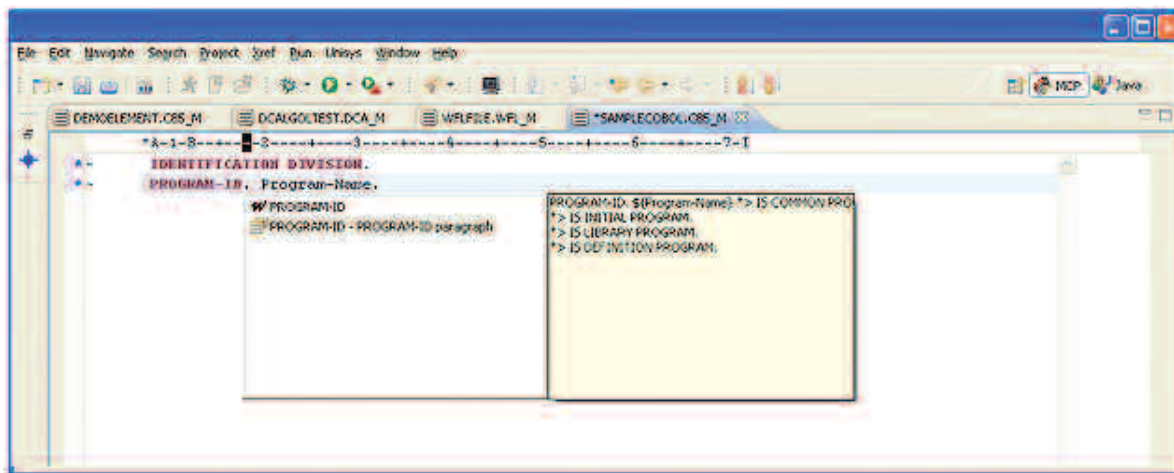 File Edit Navigate Search Project Xref Run Unisys Window Help
MCP Java
DEMOELEMENT.C85_M DCALGOLTEST.DCA_M WFLFILE.WFL_M *SAMPLECOBOL.C85_M
IDENTIFICATION DIVISION.
PROGRAM-ID. Program-Name.
PROGRAM-ID
PROGRAM-ID - PROGRAM-ID paragraph
PROGRAM-ID. ${Program-Name} *> IS COMMON PRO
*> IS INITIAL PROGRAM.
*> IS LIBRARY PROGRAM.
*> IS DEFINITION PROGRAM.